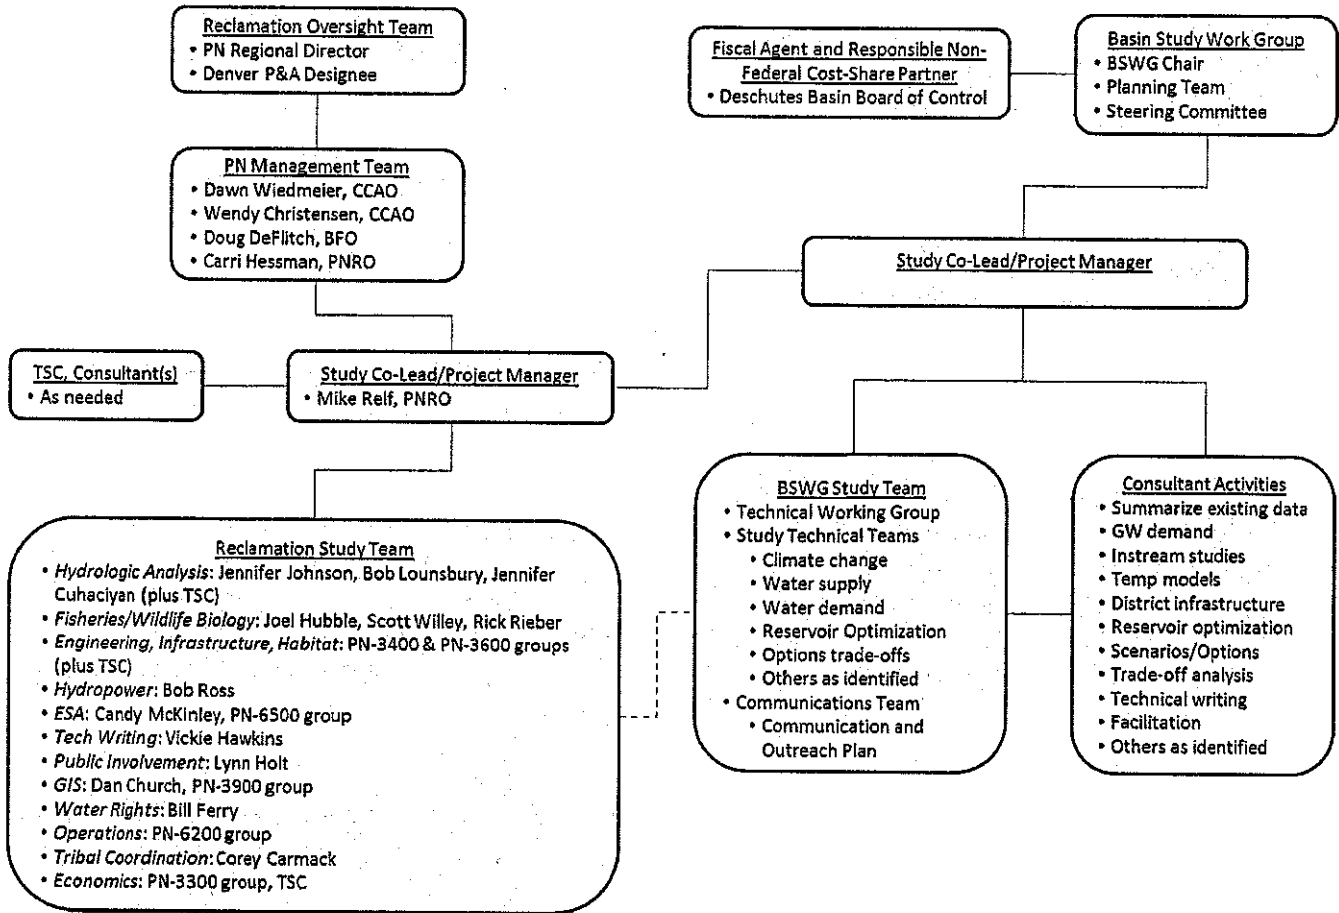 Reclamation Oversight Team
• PN Regional Director
• Denver P&A Designee
Fiscal Agent and Responsible Non-
Federal Cost-Share Partner
• Deschutes Basin Board of Control
Basin Study Work Group
• BSWG Chair
• Planning Team
• Steering Committee
PN Management Team
• Dawn Wiedmeier, CCAO
• Wendy Christensen, CCAO
• Doug DeFlitch, BFO
• Carri Hessman, PNRO
Study Co-Lead/Project Manager
TSC, Consultant(s)
• As needed
Study Co-Lead/Project Manager
• Mike Relf, PNRO
Reclamation Study Team
• Hydrologic Analysis: Jennifer Johnson, Bob Lounsbury, Jennifer
Cuhaciyan (plus TSC)
• Fisheries/Wildlife Biology: Joel Hubble, Scott Willey, Rick Rieber
• Engineering, Infrastructure, Habitat: PN-3400 & PN-3600 groups
(plus TSC)
• Hydropower: Bob Ross
• ESA: Candy McKinley, PN-6500 group
• Tech Writing: Vickie Hawkins
• Public Involvement: Lynn Holt
• GIS: Dan Church, PN-3900 group
• Water Rights: Bill Ferry
• Operations: PN-6200 group
• Tribal Coordination: Corey Carmack
• Economics: PN-3300 group, TSC
BSWG Study Team
• Technical Working Group
• Study Technical Teams
• Climate change
• Water supply
• Water demand
• Reservoir Optimization
• Options trade-offs
• Others as identified
• Communications Team
• Communication and
Outreach Plan
Consultant Activities
• Summarize existing data
• GW demand
• Instream studies
• Temp models
• District infrastructure
• Reservoir optimization
• Scenarios/Options
• Trade-off analysis
• Technical writing
• Facilitation
• Others as identified